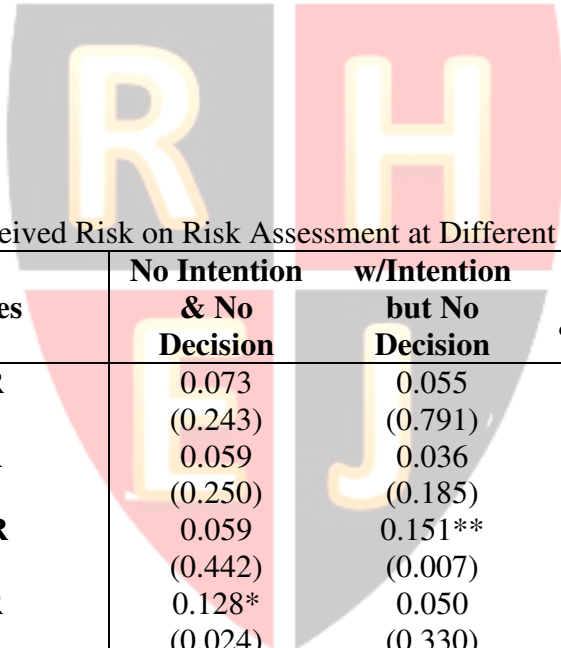 R H
E J
ceived Risk on Risk Assessment at Different
No Intention w/Intention
es & No but No
Decision Decision
R 0.073 0.055
(0.243) (0.791)
0.059 0.036
(0.250) (0.185)
R 0.059 0.151**
(0.442) (0.007)
R 0.128* 0.050
(0.024) (0.330)